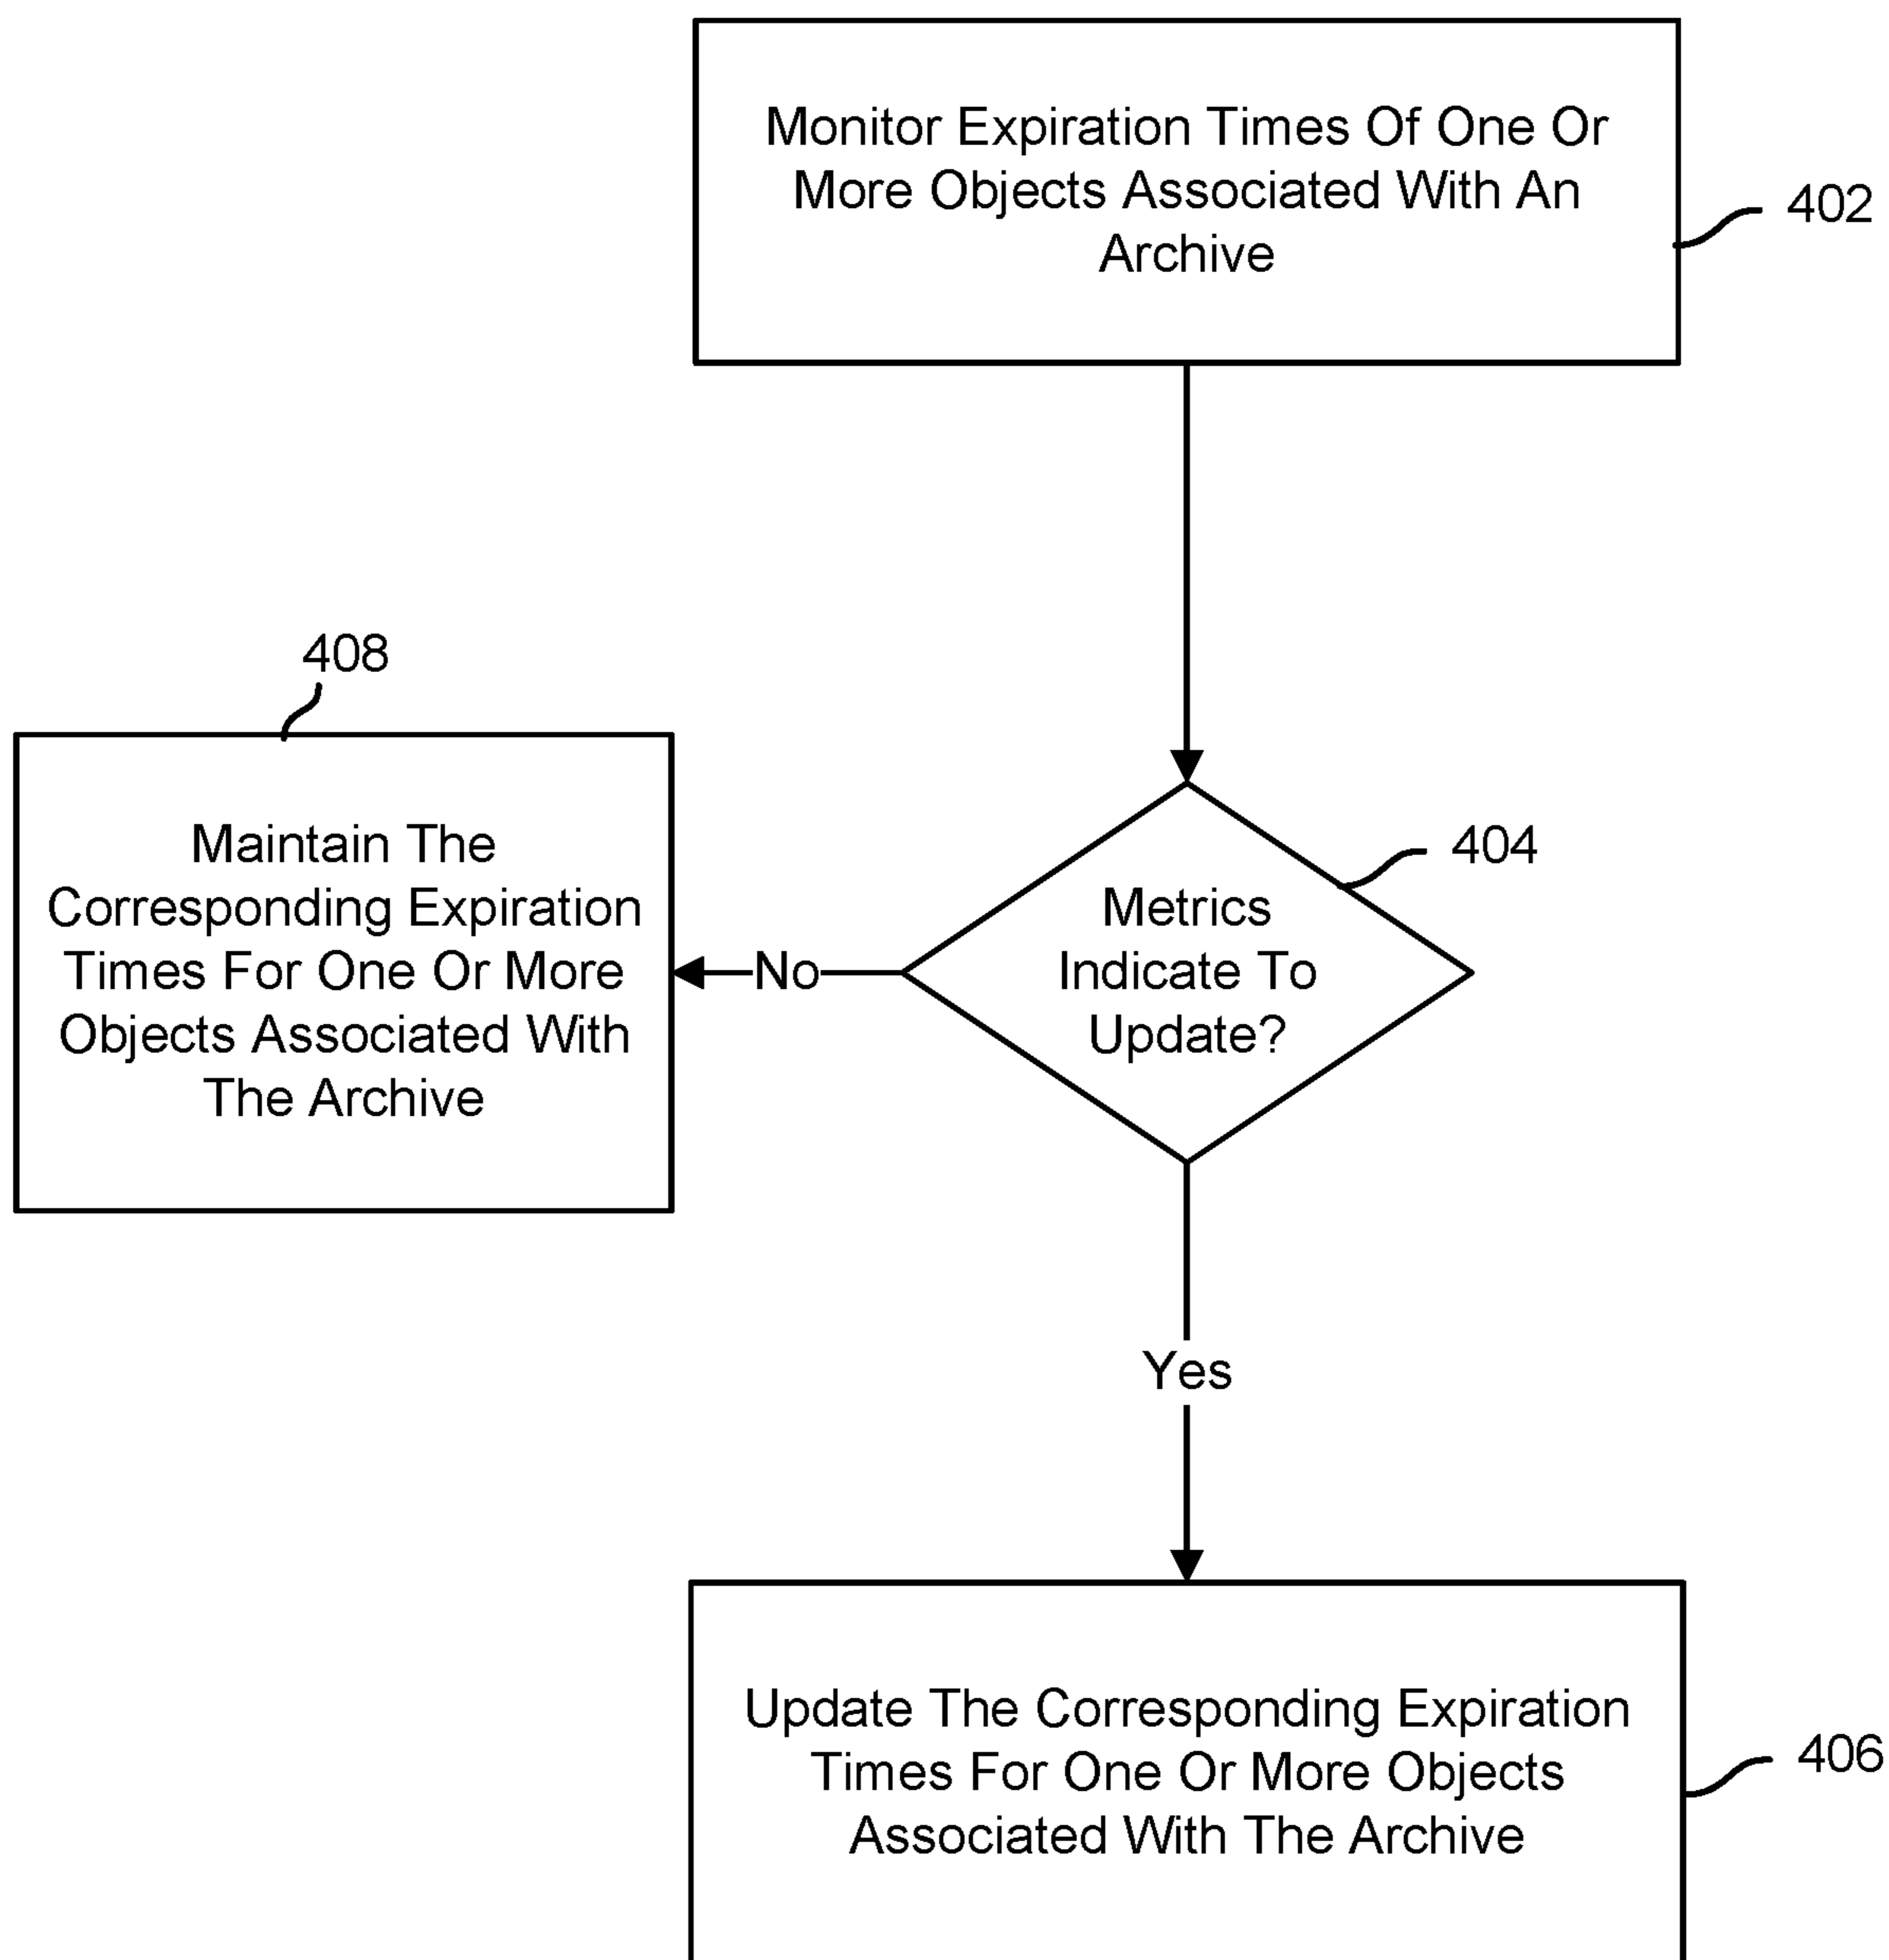 Monitor Expiration Times Of One Or
More Objects Associated With An
Archive
402
408
Maintain The
Corresponding Expiration
Times For One Or More
Objects Associated With
The Archive
404
Metrics
Indicate To
Update?
No
Yes
Update The Corresponding Expiration
Times For One Or More Objects
Associated With The Archive
406